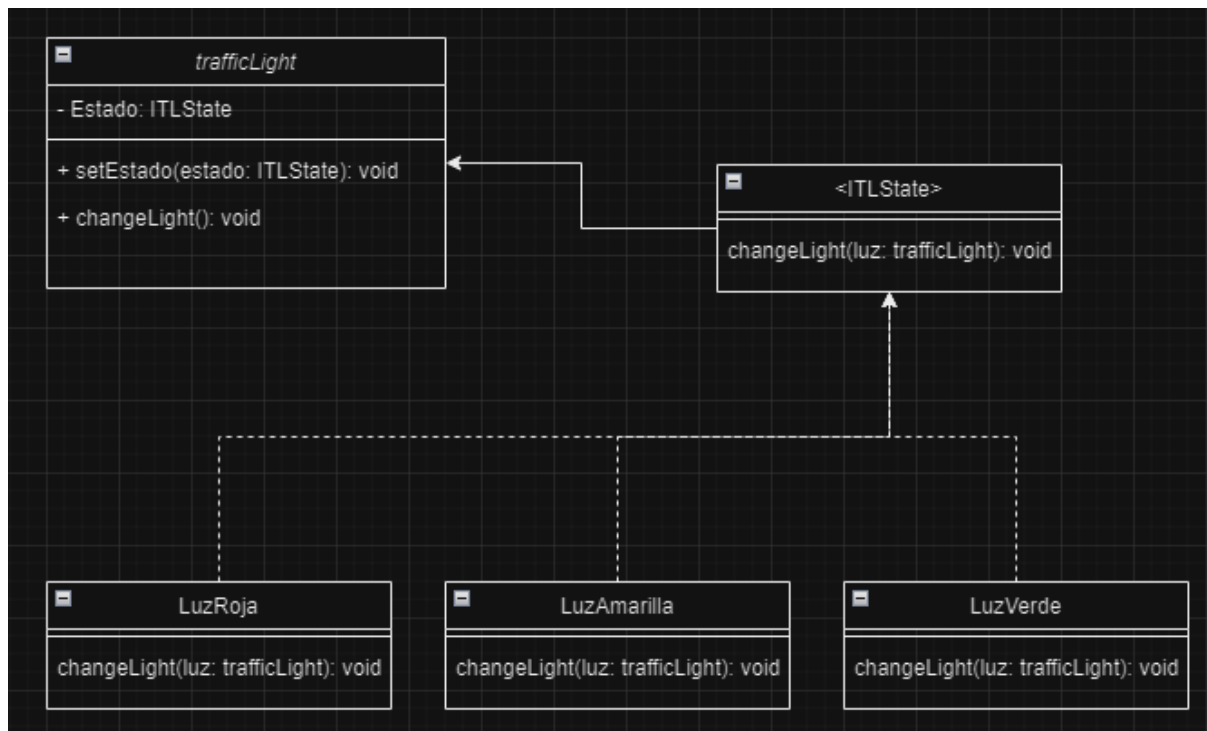 trafficLight
- Estado: ITLState
+ setEstado(estado: ITLState): void
+ changeLight(): void
<ITLState>
changeLight(luz: trafficLight): void
LuzRoja
changeLight(luz: trafficLight): void
LuzAmarilla
changeLight(luz: trafficLight): void
LuzVerde
changeLight(luz: trafficLight): void